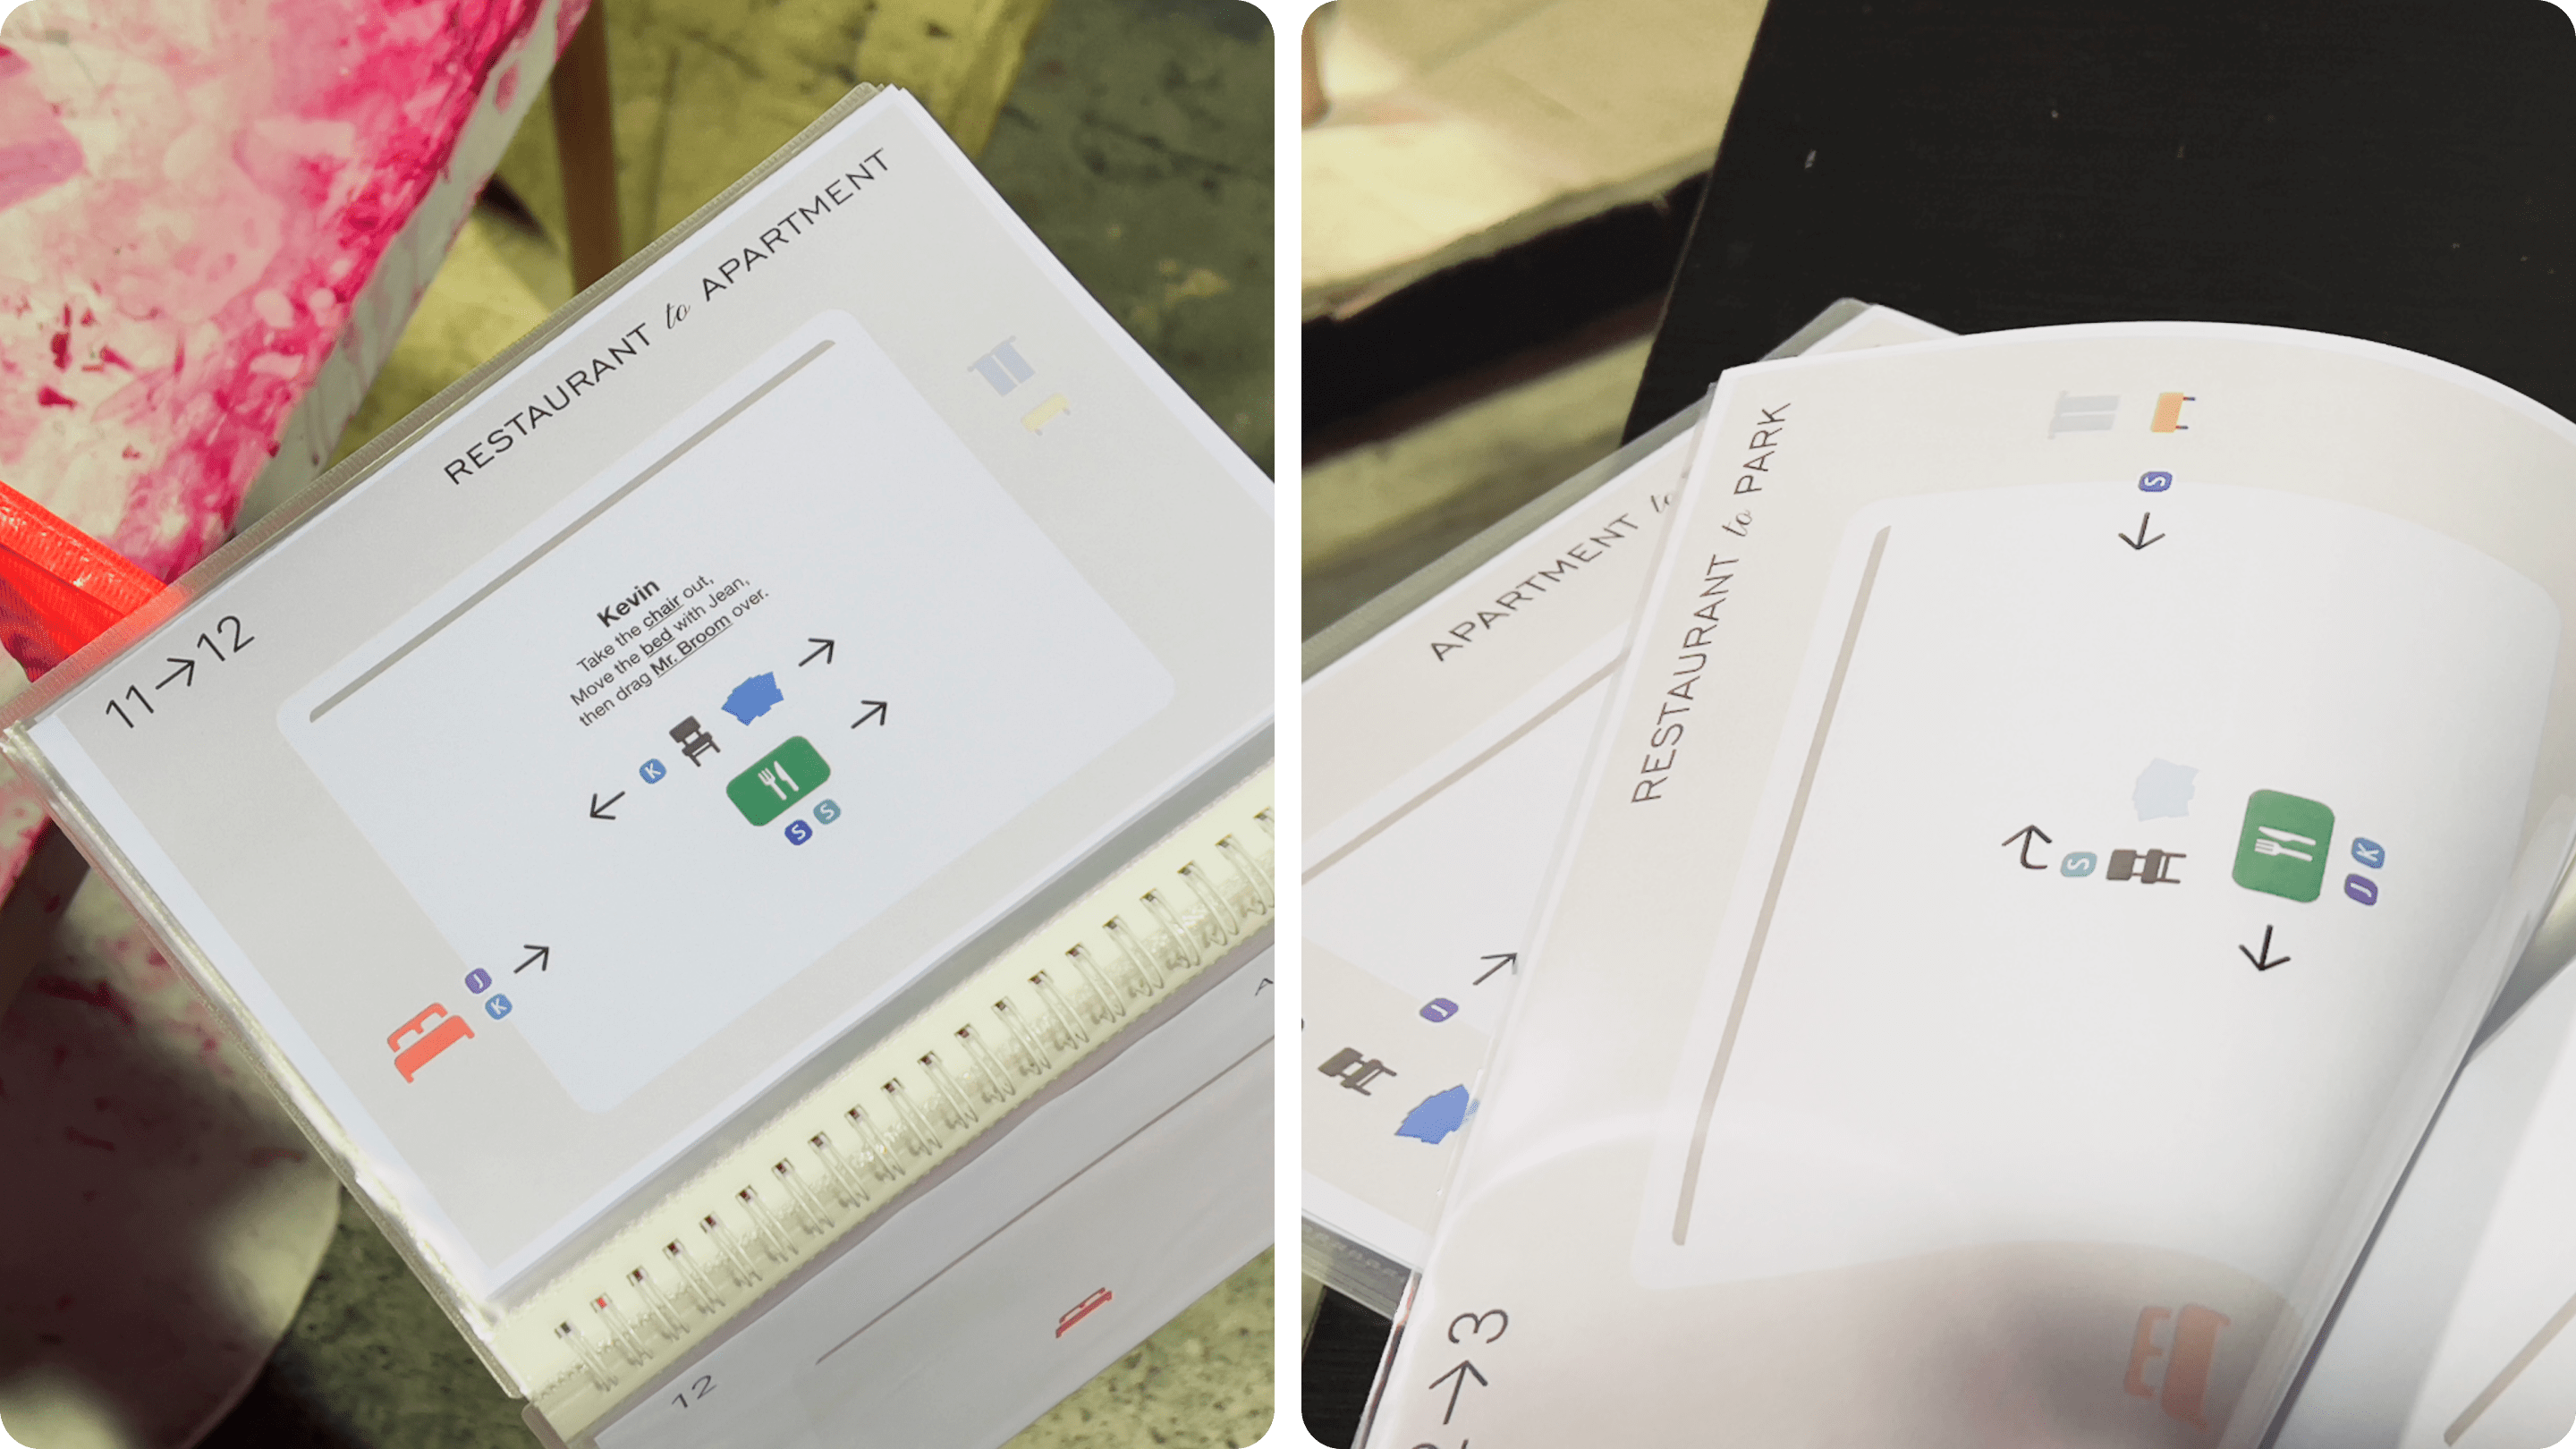 RESTAURANT to APARTMENT
11→12
Kevin
Take the chair out,
Move the bed with Jean,
then drag Mr. Broom over.
K
S S
J
K
12
RESTAURANT to PARK
S
S
K
J
→3
APARTMENT to
J